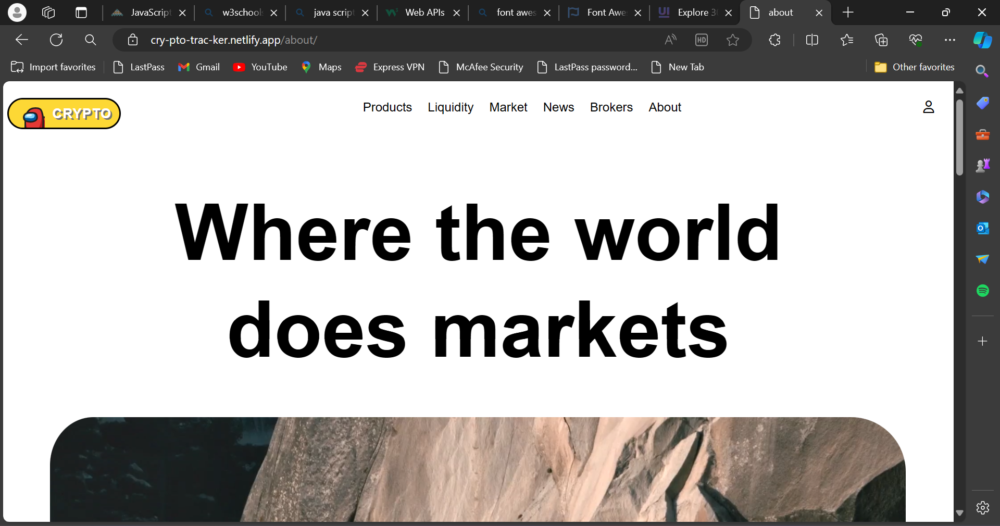 JavaScript
w3schools
java script
Web APIs
font awes
Font Awe
Explore 3
about
cry-pto-trac-ker.netlify.app/about/
HD
Import favorites
LastPass
Gmail
YouTube
Maps
Express VPN
McAfee Security
LastPass password...
New Tab
Other favorites
CRYPTO
Products
Liquidity
Market
News
Brokers
About
Where the world
does markets